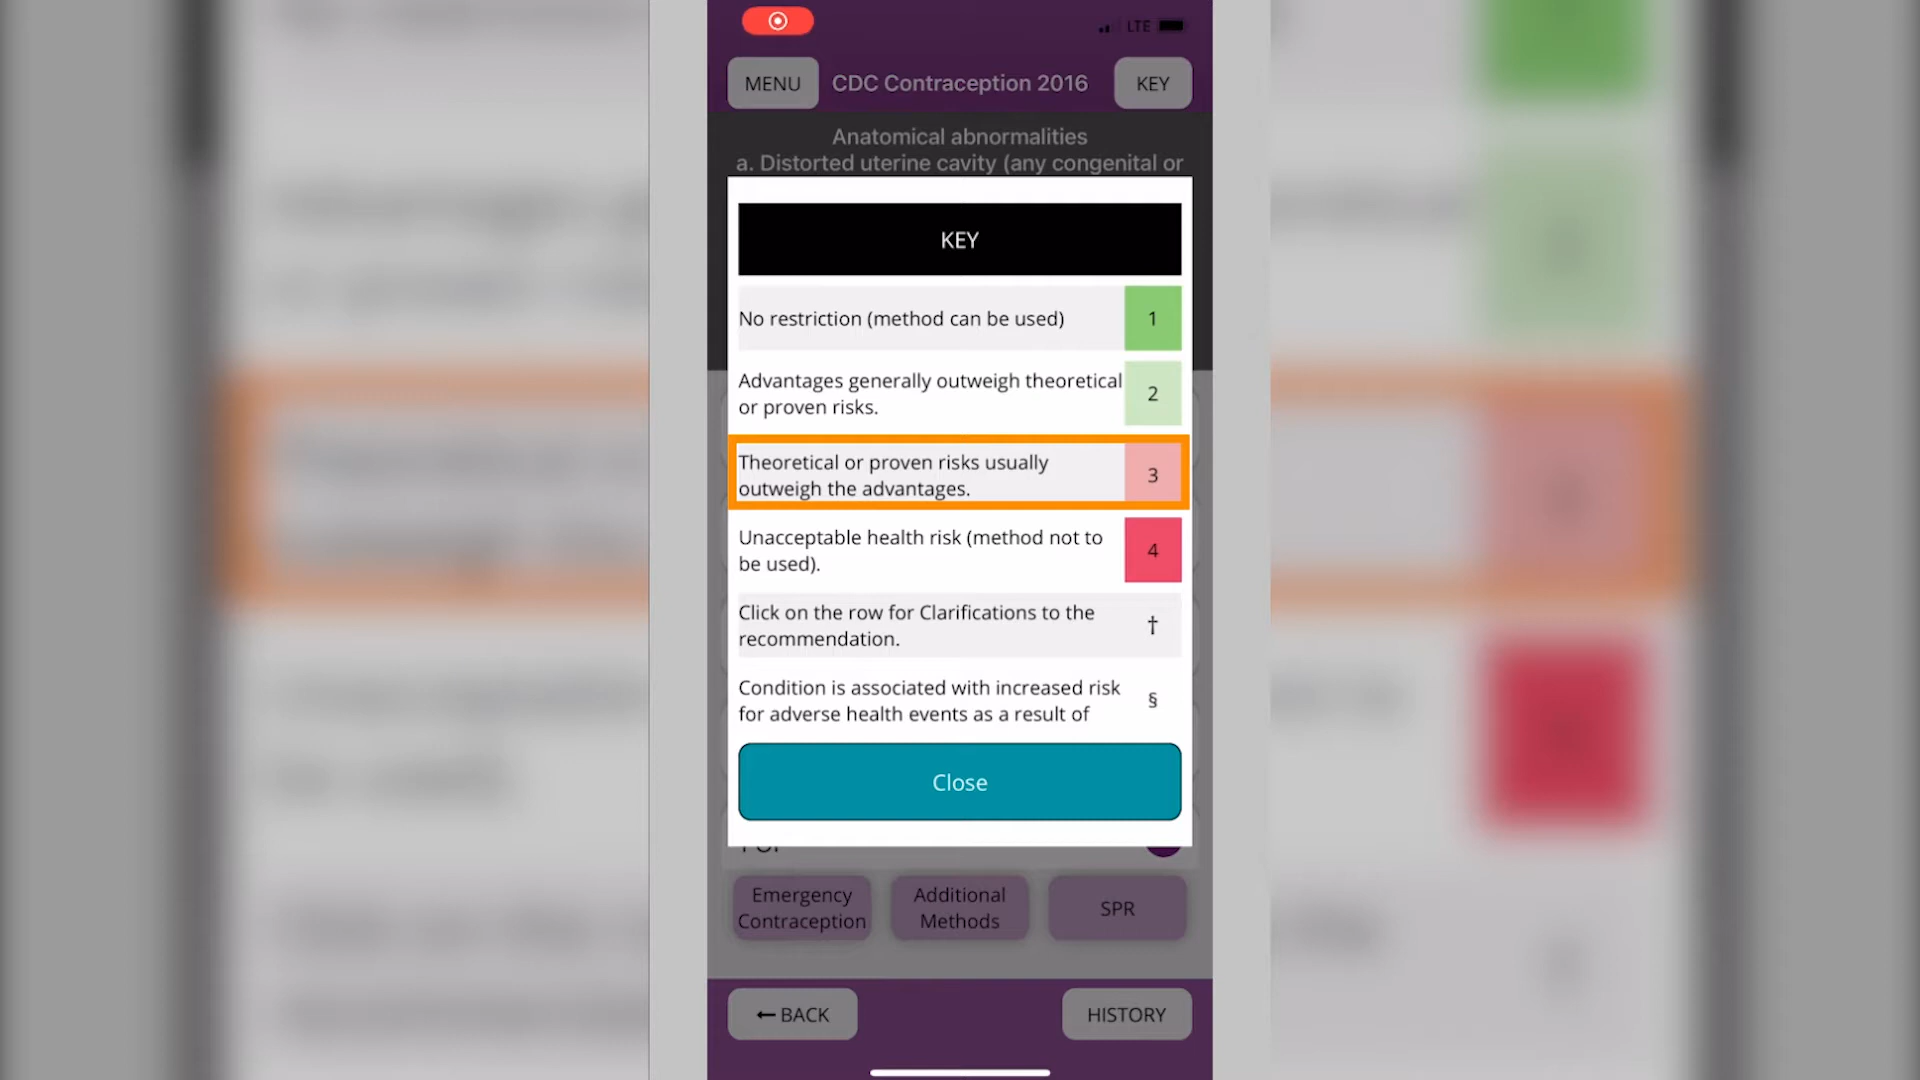 LTE
MENU
CDC Contraception 2016
KEY
Anatomical abnormalities
a. Distorted uterine cavity (any congenital or
KEY
No restriction (method can be used)
1
Advantages generally outweigh theoretical
or proven risks.
2
Theoretical or proven risks usually
outweigh the advantages.
3
Unacceptable health risk (method not to
be used).
4
Click on the row for Clarifications to the
recommendation.
†
Condition is associated with increased risk
for adverse health events as a result of
§
Close
Emergency
Contraception
Additional
Methods
SPR
← BACK
HISTORY